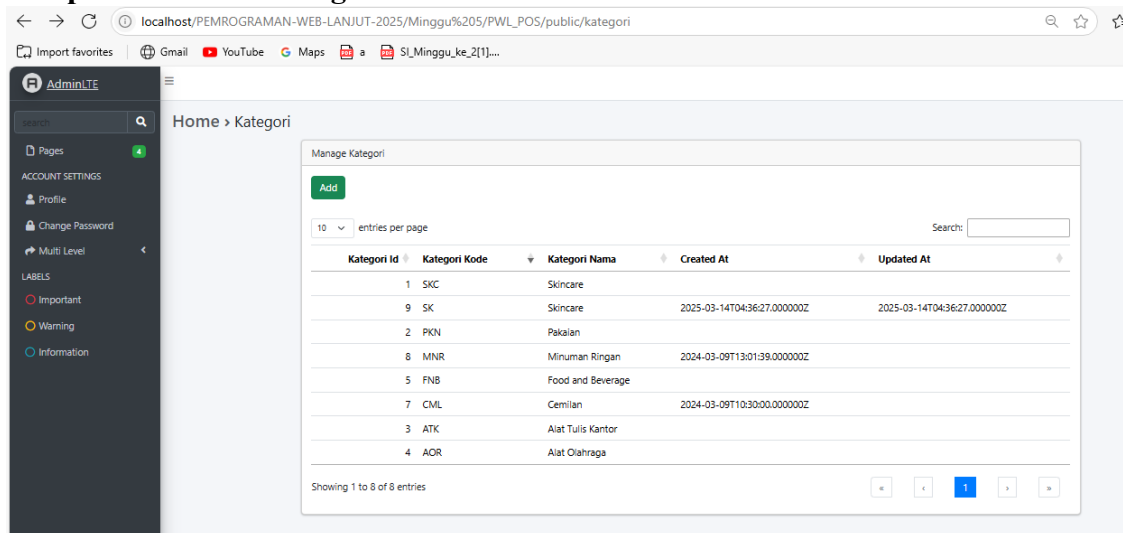 localhost/PEMROGRAMAN-WEB-LANJUT-2025/Minggu%205/PWL_POS/public/kategori
Import favorites Gmail YouTube Maps a SI_Minggu_ke_2[1]....
AdminLTE
search
Home › Kategori
Pages 4
ACCOUNT SETTINGS
Profile
Change Password
Multi Level
LABELS
Important
Warning
Information
Manage Kategori
Add
10 entries per page Search:
Kategori Id Kategori Kode Kategori Nama Created At Updated At
1 SKC Skincare
9 SK Skincare 2025-03-14T04:36:27.000000Z 2025-03-14T04:36:27.000000Z
2 PKN Pakaian
8 MNR Minuman Ringan 2024-03-09T13:01:39.000000Z
5 FNB Food and Beverage
7 CML Cemilan 2024-03-09T10:30:00.000000Z
3 ATK Alat Tulis Kantor
4 AOR Alat Olahraga
Showing 1 to 8 of 8 entries « ‹ 1 › »